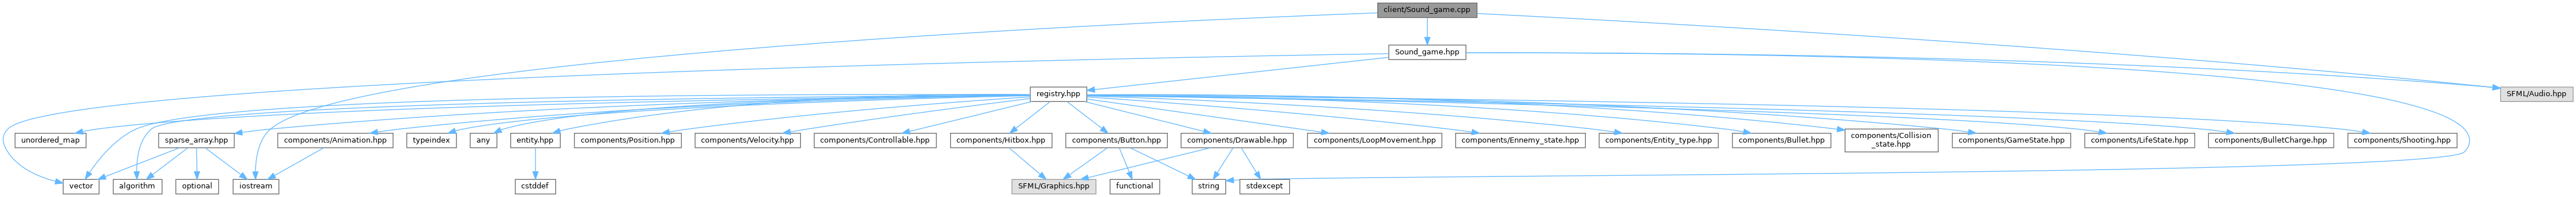 client/Sound_game.cpp
Sound_game.hpp
registry.hpp
SFML/Audio.hpp
unordered_map
sparse_array.hpp
components/Animation.hpp
typeindex
any
entity.hpp
components/Position.hpp
components/Velocity.hpp
components/Controllable.hpp
components/Hitbox.hpp
components/Button.hpp
components/Drawable.hpp
components/LoopMovement.hpp
components/Ennemy_state.hpp
components/Entity_type.hpp
components/Bullet.hpp
components/Collision
_state.hpp
components/GameState.hpp
components/LifeState.hpp
components/BulletCharge.hpp
components/Shooting.hpp
vector
algorithm
optional
iostream
cstddef
SFML/Graphics.hpp
functional
string
stdexcept